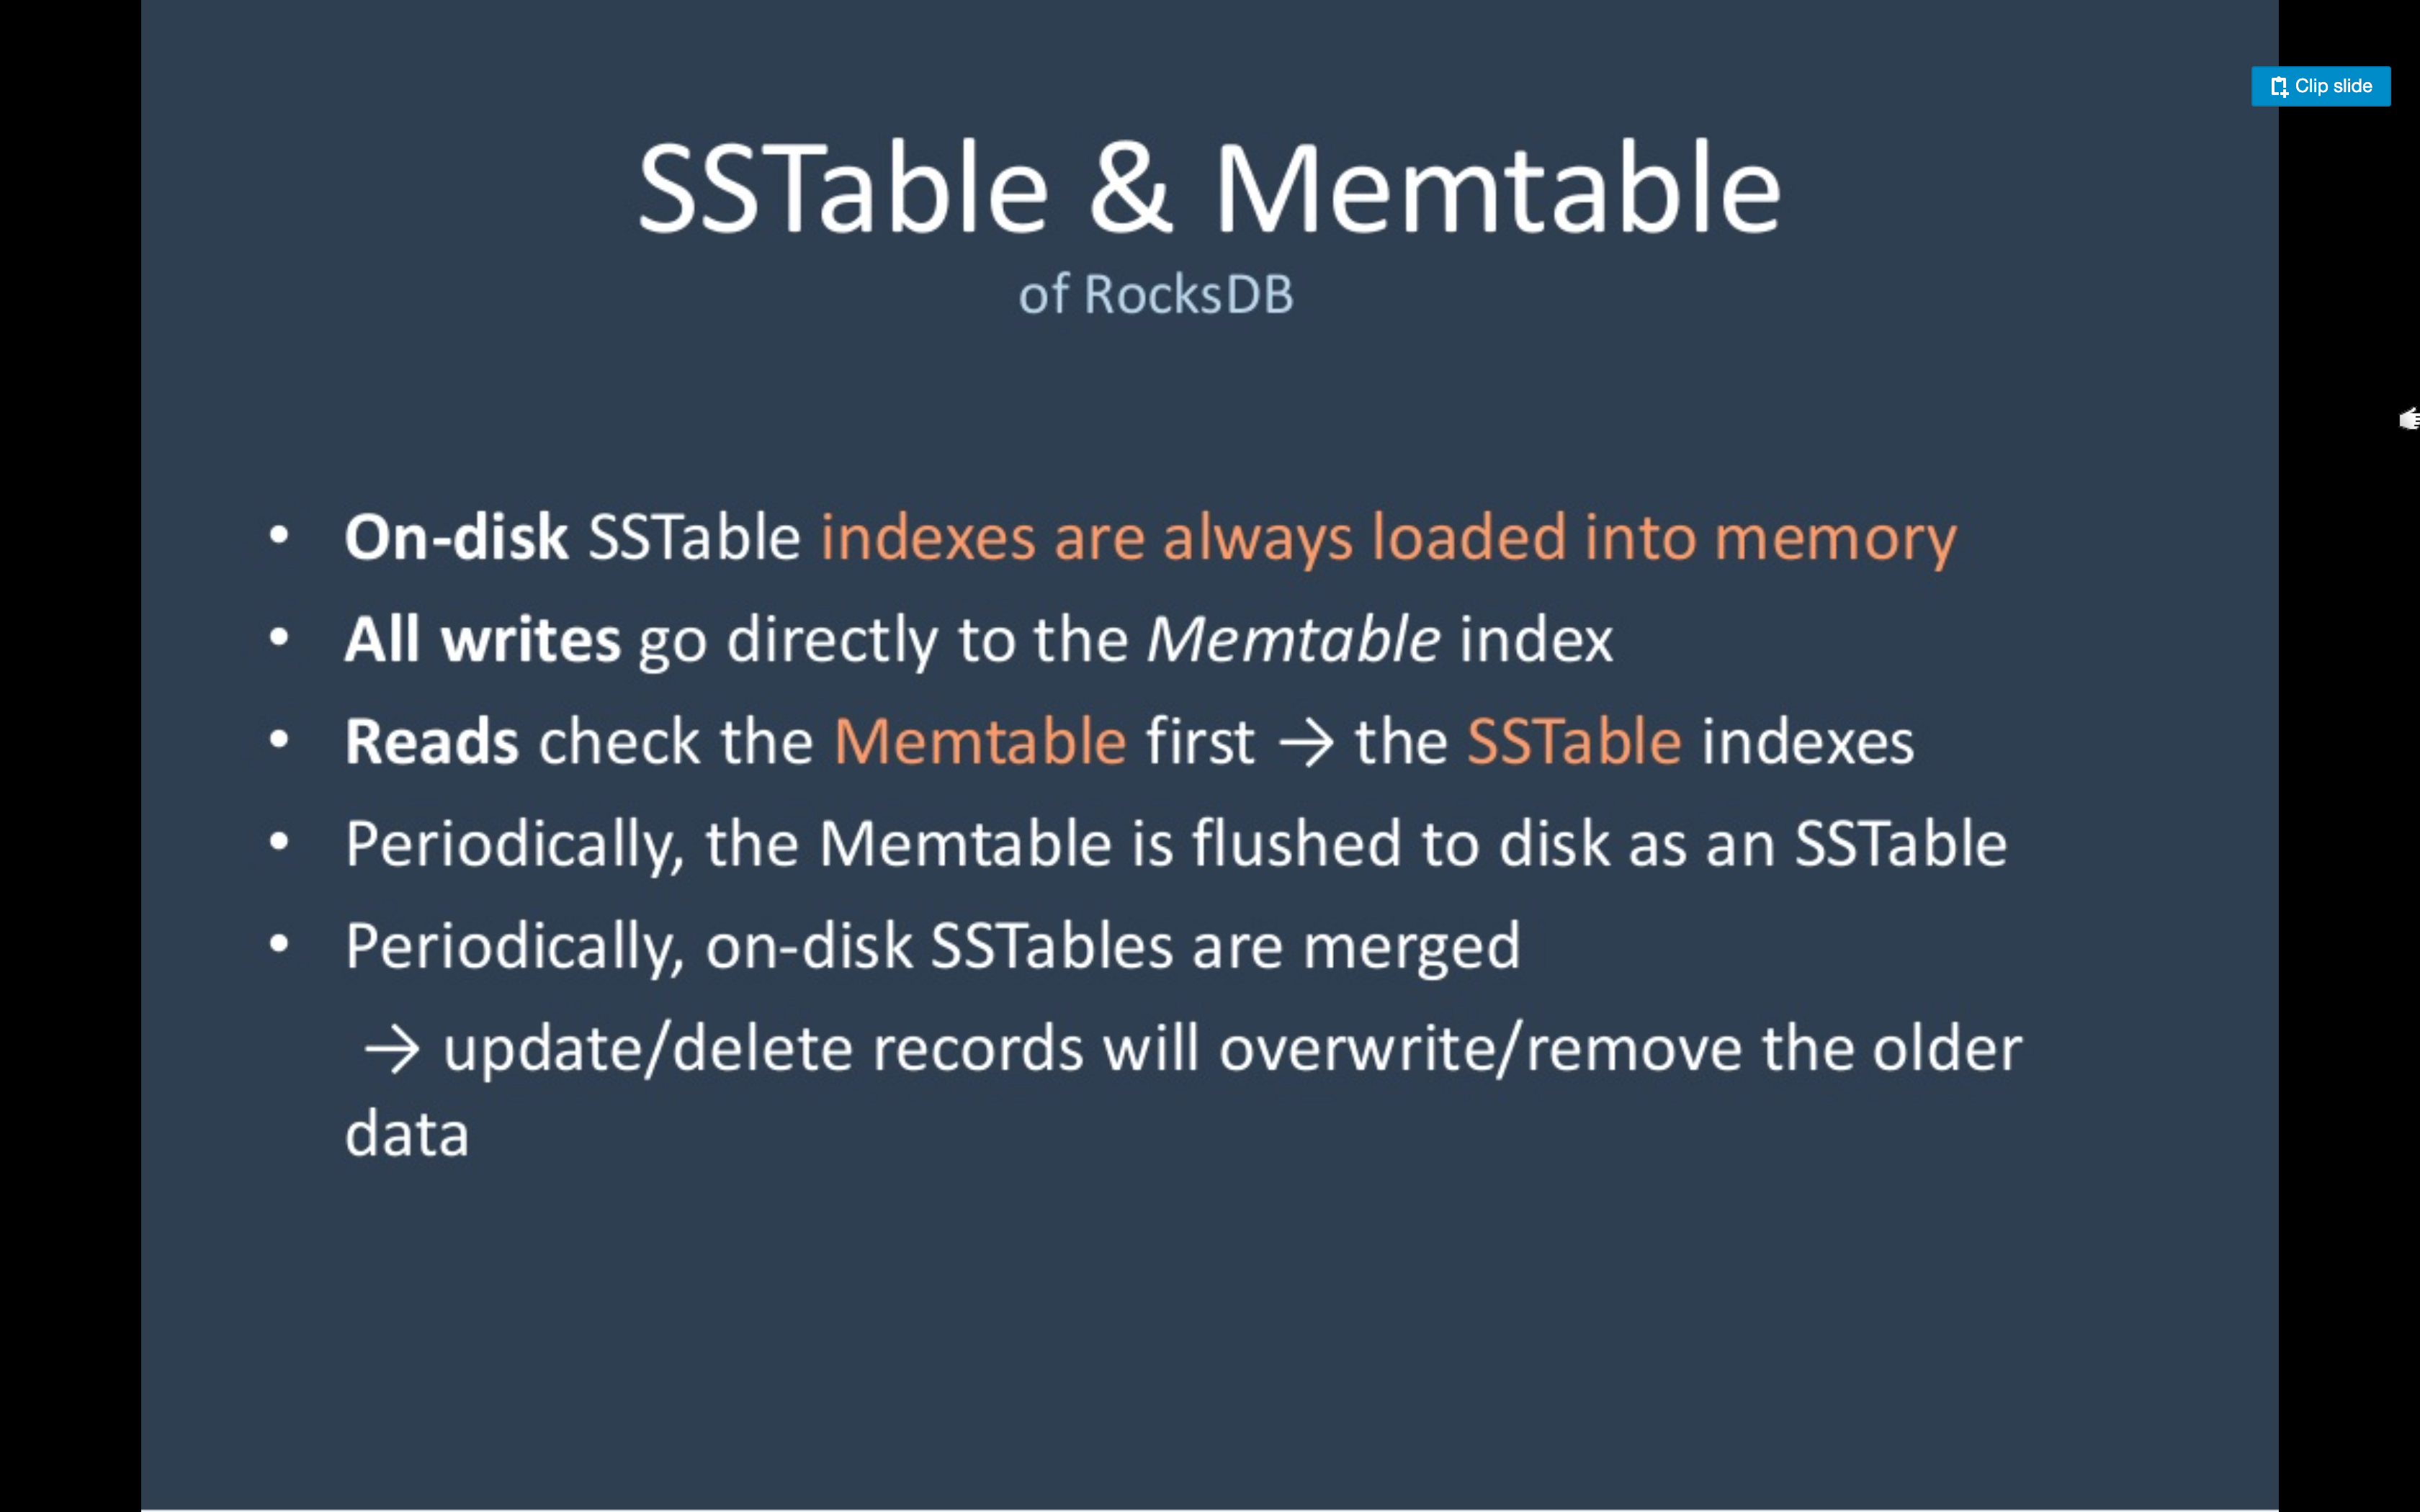 Clip slide
SSTable & Memtable
of RocksDB
• On-disk SSTable indexes are always loaded into memory
• All writes go directly to the Memtable index
• Reads check the Memtable first → the SSTable indexes
• Periodically, the Memtable is flushed to disk as an SSTable
• Periodically, on-disk SSTables are merged
→ update/delete records will overwrite/remove the older
data